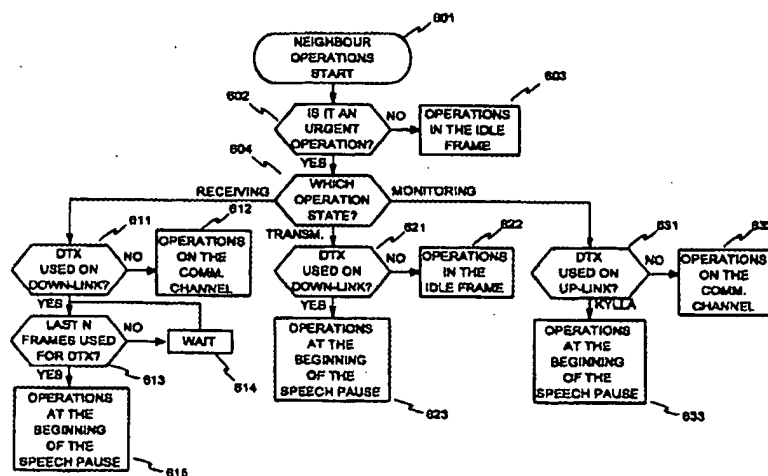 601
NEIGHBOUR
OPERATIONS
START
602
603
IS IT AN
URGENT
OPERATION?
NO
OPERATIONS
IN THE IDLE
FRAME
604
YES
RECEIVING
WHICH
OPERATION
STATE?
MONITORING
611
612
TRANSM.
621
622
631
632
DTX
USED ON
DOWN-LINK?
NO
OPERATIONS
ON THE
COMM.
CHANNEL
DTX
USED ON
DOWN-LINK?
NO
OPERATIONS
IN THE
IDLE FRAME
DTX
USED ON
UP-LINK?
NO
OPERATIONS
ON THE
COMM.
CHANNEL
YES
YES
KYLLA
LAST N
FRAMES USED
FOR DTX?
NO
WAIT
613
614
YES
OPERATIONS
AT THE
BEGINNING
OF THE
SPEECH PAUSE
623
OPERATIONS
AT THE
BEGINNING
OF THE
SPEECH PAUSE
633
OPERATIONS
AT THE
BEGINNING
OF THE
SPEECH PAUSE
615